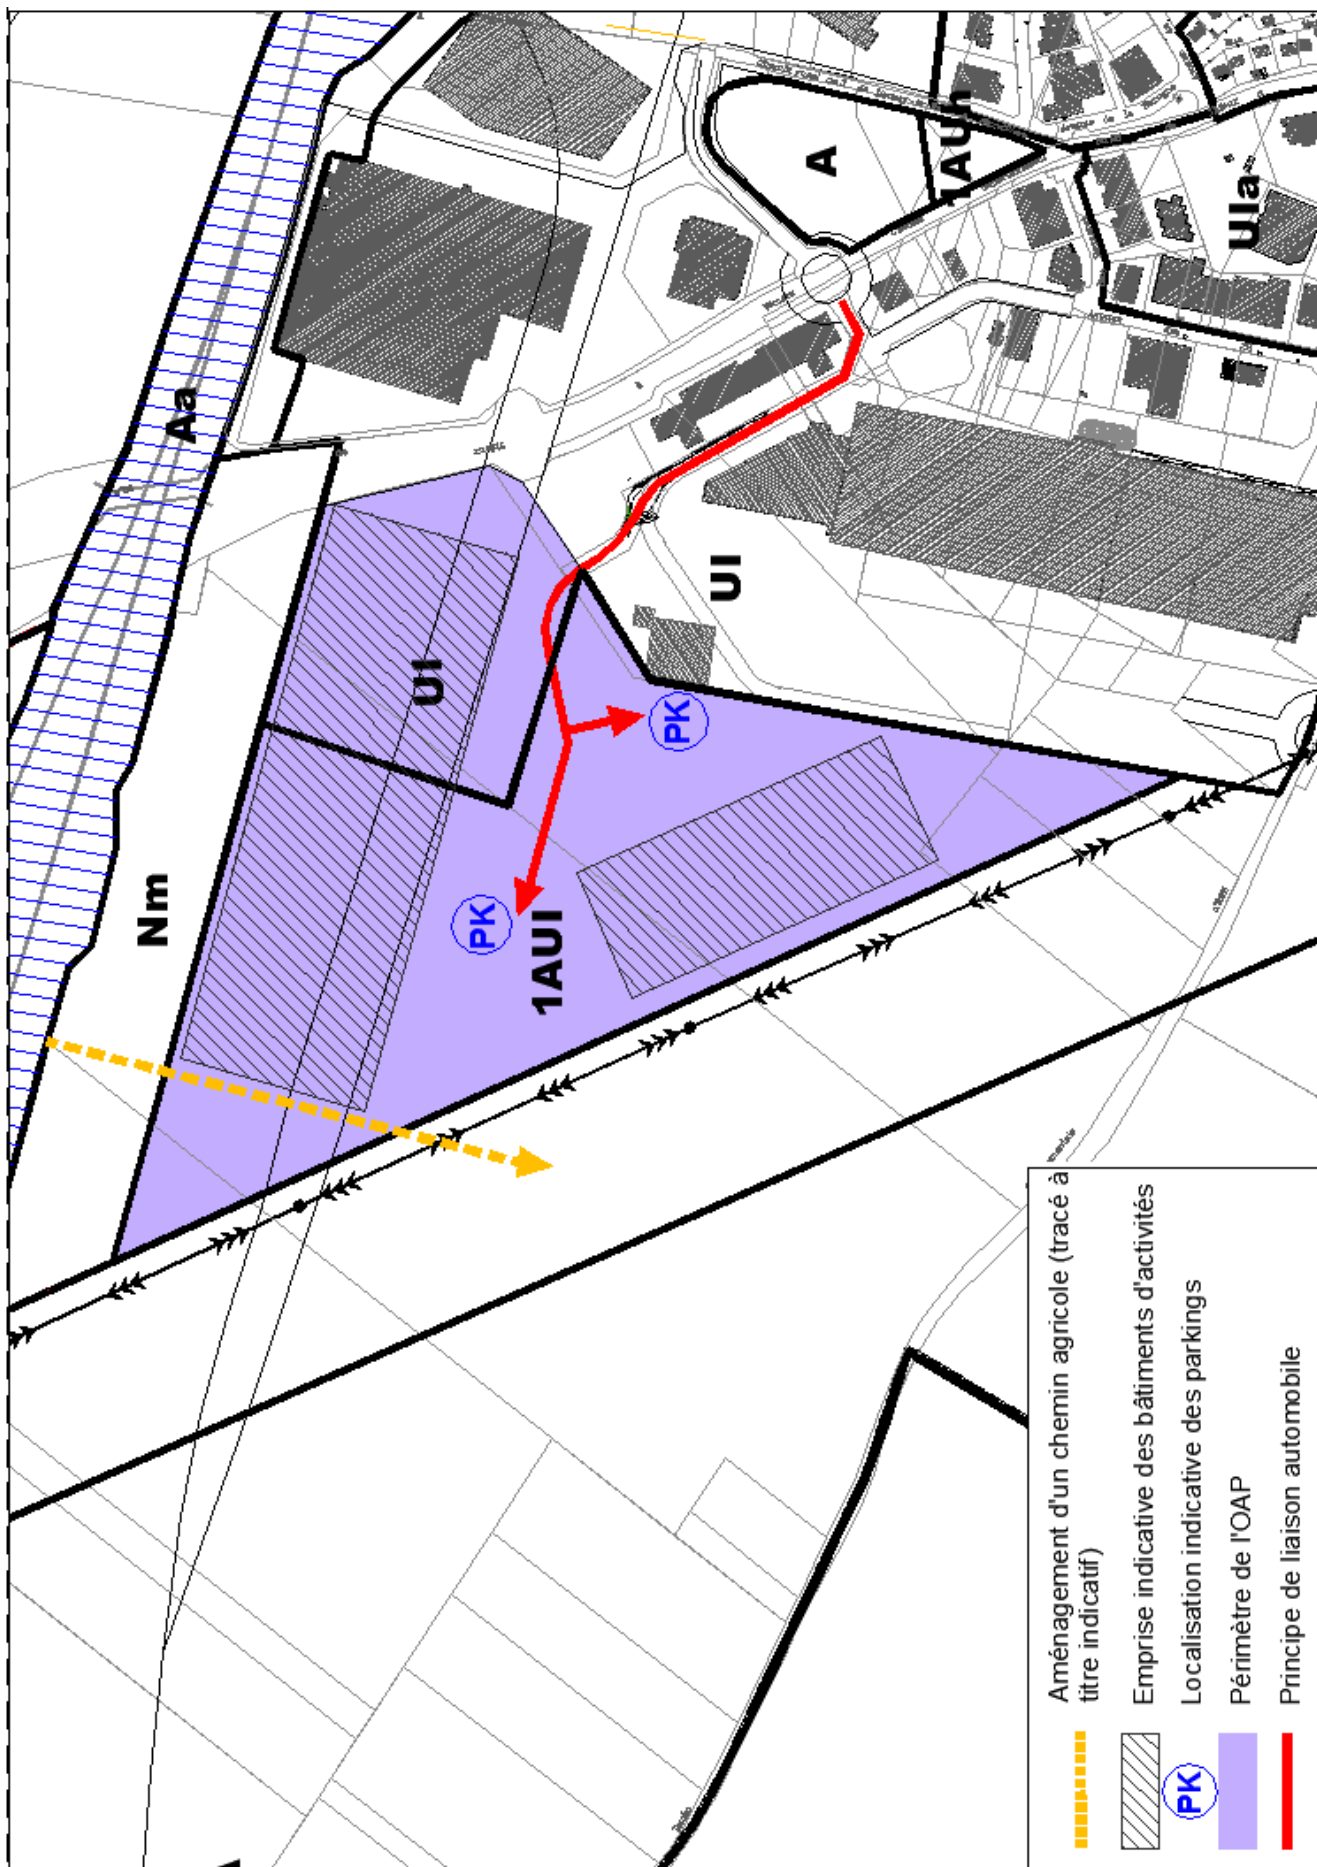 Aa
Nm
UI
1AUI
PK
PK
UI
A
1AUh
UIa
Aménagement d'un chemin agricole (tracé à
titre indicatif)
Emprise indicative des bâtiments d'activités
PK
Localisation indicative des parkings
Périmètre de l'OAP
Principe de liaison automobile